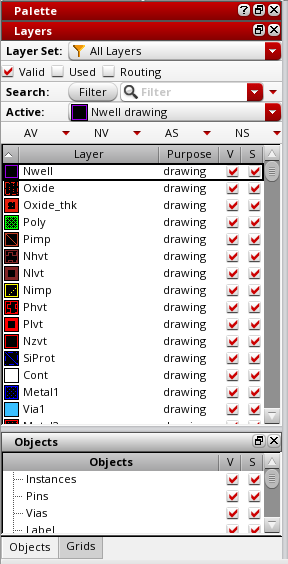 Palette
Layers
Layer Set: All Layers
Valid Used Routing
Search: Filter Filter
Active: Nwell drawing
AV NV AS NS
Layer Purpose V S
Nwell drawing
Oxide drawing
Oxide_thk drawing
Poly drawing
Pimp drawing
Nhvt drawing
Nlvt drawing
Nimp drawing
Phvt drawing
Plvt drawing
Nzvt drawing
SiProt drawing
Cont drawing
Metal1 drawing
Via1 drawing
Objects
Objects V S
Instances
Pins
Vias
Label
Objects Grids